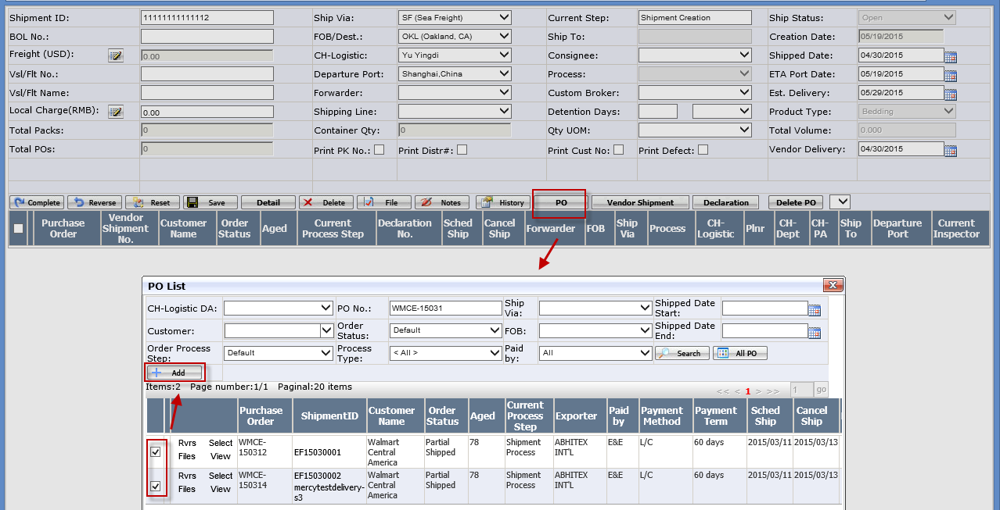 Shipment ID: 11111111111112 Ship Via: SF (Sea Freight) Current Step: Shipment Creation Ship Status: Open
BOL No.: FOB/Dest.: OKL (Oakland, CA) Ship To: Creation Date: 05/19/2015
Freight (USD): 0.00 CH-Logistic: Yu Yingdi Consignee: Shipped Date: 04/30/2015
Vsl/Flt No.: Departure Port: Shanghai,China Process: ETA Port Date: 05/19/2015
Vsl/Flt Name: Forwarder: Custom Broker: Est. Delivery: 05/29/2015
Local Charge(RMB): 0.00 Shipping Line: Detention Days: Product Type: Bedding
Total Packs: 0 Container Qty: 0 Qty UOM: Total Volume: 0.000
Total POs: 0 Print PK No.: Print Distr#: Print Cust No: Print Defect: Vendor Delivery: 04/30/2015
Complete Reverse Reset Save Detail Delete File Notes History PO Vendor Shipment Declaration Delete PO
Purchase Order Vendor Shipment No. Customer Name Order Status Aged Current Process Step Declaration No. Sched Ship Cancel Ship Forwarder FOB Ship Via Process CH-Logistic Plnr CH-Dept CH-PA Ship To Departure Port Current Inspector
PO List
CH-Logistic DA: PO No.: WMCE-15031 Ship Via: Shipped Date Start:
Customer: Order Status: Default FOB: Shipped Date End:
Order Process Step: Default Process Type: < All > Paid by: All Search All PO
Add
Items:2 Page number:1/1 Paginal:20 items << < 1 > >> 1 go
Purchase Order ShipmentID Customer Name Order Status Aged Current Process Step Exporter Paid by Payment Method Payment Term Sched Ship Cancel Ship
Rvrs Select WMCE- Walmart Partial 78 Shipment ABHITEX E&E L/C 60 days 2015/03/11 2015/03/13
Files View 150312 EF15030001 Central Shipped Process INT'L
America
Rvrs Select WMCE- EF15030002 Walmart Partial 78 Shipment ABHITEX E&E L/C 60 days 2015/03/11 2015/03/13
Files View 150314 mercytestdelivery- Central Shipped Process INT'L
s3 America